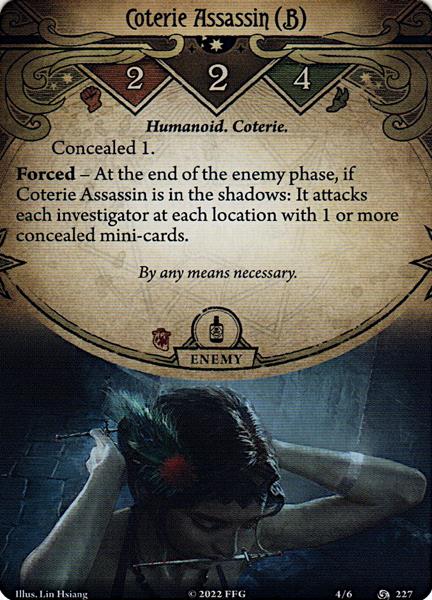 Coterie Assassin (B)
2
2
4
Humanoid. Coterie.
Concealed 1.
Forced – At the end of the enemy phase, if
Coterie Assassin is in the shadows: It attacks
each investigator at each location with 1 or more
concealed mini-cards.
By any means necessary.
ENEMY
Illus. Lin Hsiang
© 2022 FFG
4/6
227